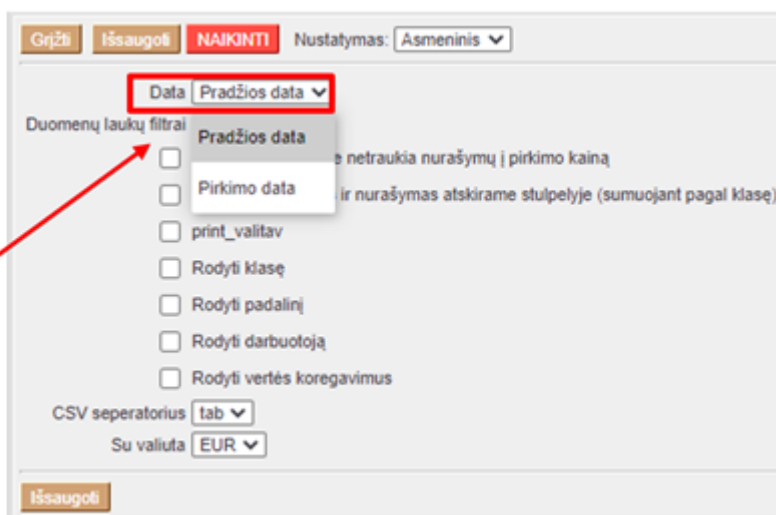 Grįžti Išsaugoti NAIKINTI Nustatymas: Asmeninis
Data Pradžios data
Duomenų laukų filtrai
Pradžios data
e netraukia nurašymų į pirkimo kainą
Pirkimo data
ir nurašymas atskirame stulpelyje (sumuojant pagal klasę)
print_valitav
Rodyti klasę
Rodyti padalinį
Rodyti darbuotoją
Rodyti vertės koregavimus
CSV seperatorius tab
Su valiuta EUR
Išsaugoti